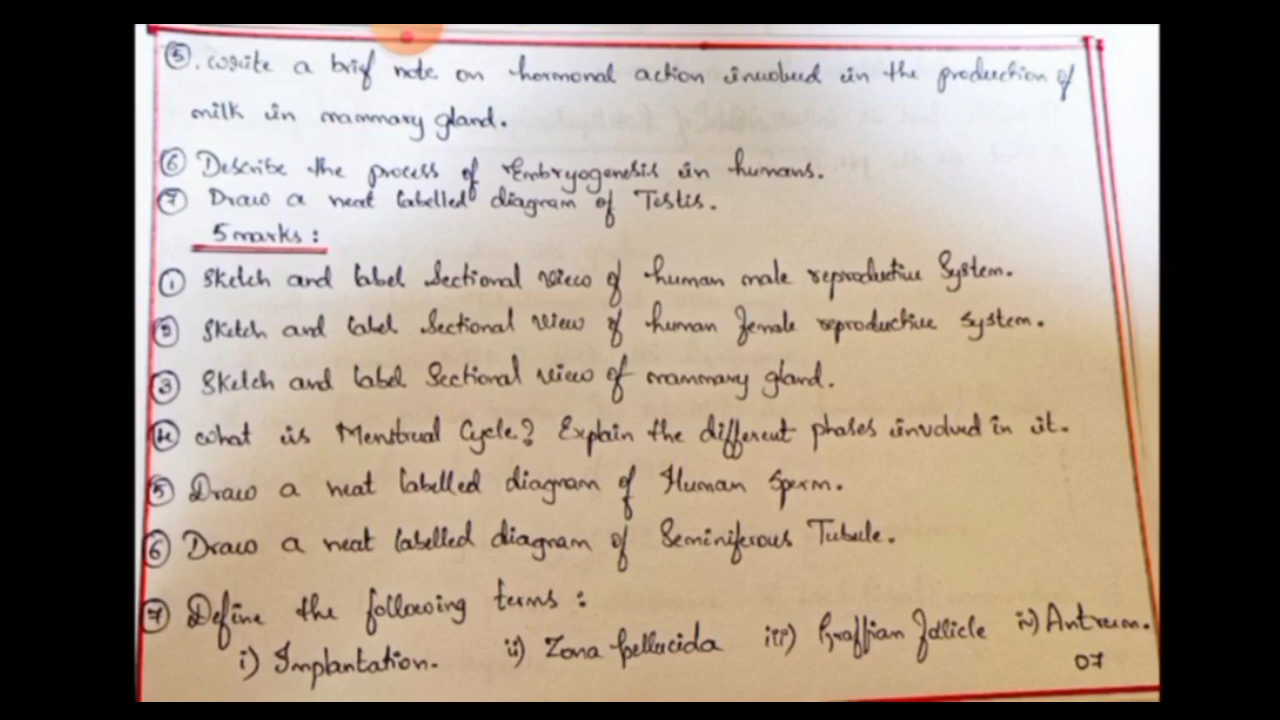 ⑤. Write a brief note on hormonal action involved in the production of
milk in mammary gland.
⑥ Describe the process of Embryogenesis in humans.
⑦ Draw a neat labelled diagram of Testis.
5 marks :
① Sketch and label Sectional view of human male reproductive System.
② Sketch and label Sectional view of human female reproductive system.
③ Sketch and label Sectional view of mammary gland.
④ What is Menstrual Cycle? Explain the different phases involved in it.
⑤ Draw a neat labelled diagram of Human Sperm.
⑥ Draw a neat labelled diagram of Seminiferous Tubule.
⑦ Define the following terms :
i) Implantation. ii) Zona pellucida iii) Graffian follicle iv) Antrum.
07